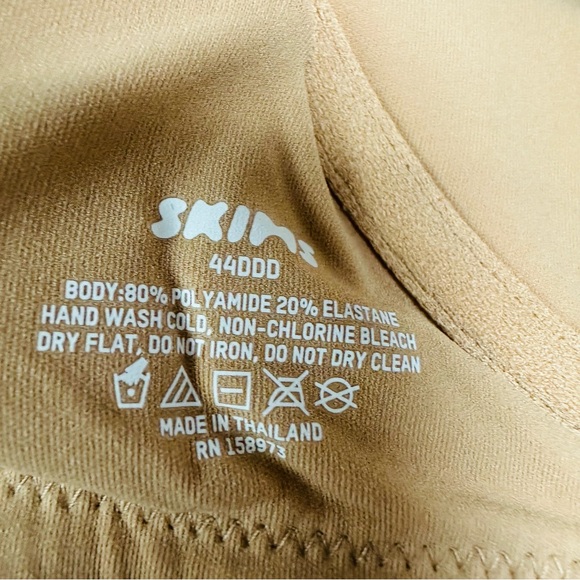 SKIMS
44DDD
BODY:80% POLYAMIDE 20% ELASTANE
HAND WASH COLD, NON-CHLORINE BLEACH
DRY FLAT, DO NOT IRON, DO NOT DRY CLEAN
MADE IN THAILAND
RN 158973